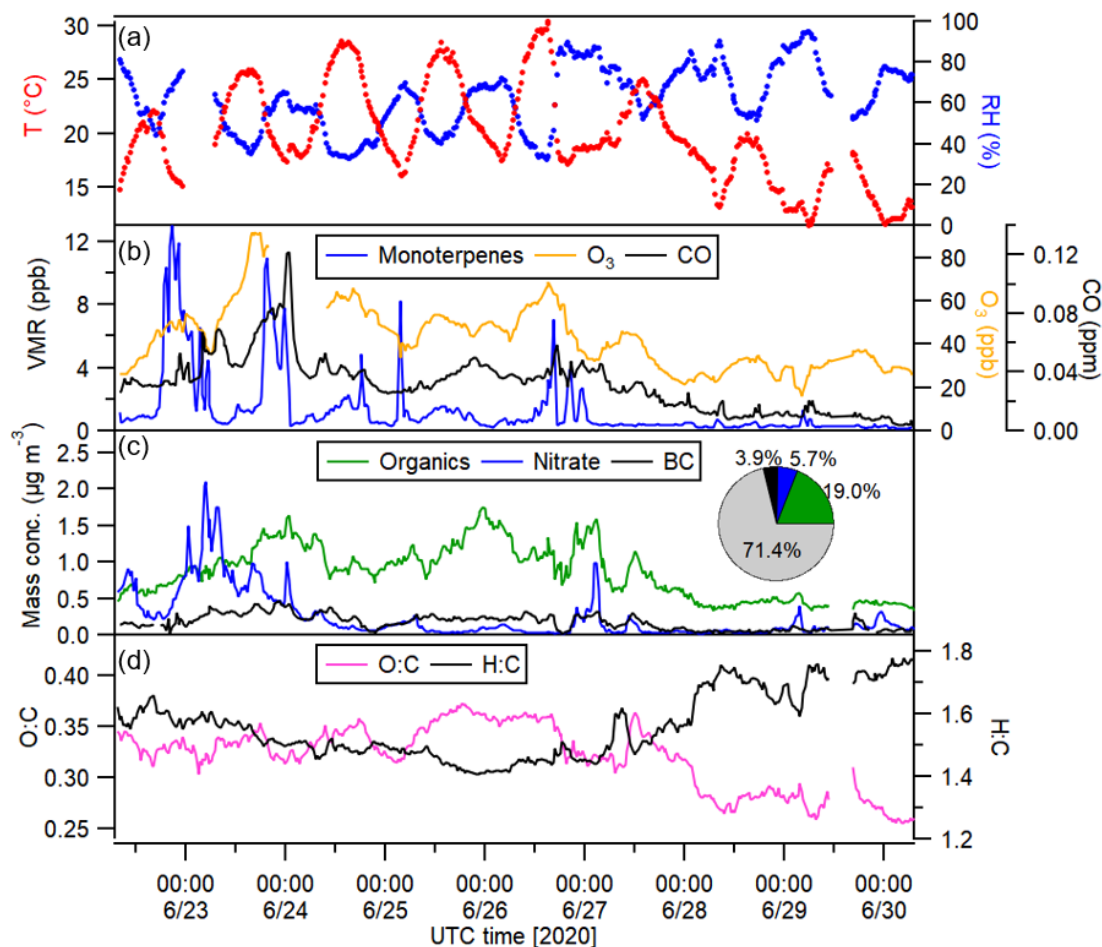 (a)
30
25
20
15
T (°C)
100
80
60
40
20
0
RH (%)
(b)
Monoterpenes O₃ CO
12
8
4
0
VMR (ppb)
80
60
40
20
0
O₃ (ppb)
0.12
0.08
0.04
0.00
CO (ppm)
(c)
Organics Nitrate BC
2.5
2.0
1.5
1.0
0.5
0.0
Mass conc. (µg m⁻³)
3.9% 5.7%
19.0%
71.4%
(d)
O:C H:C
0.40
0.35
0.30
0.25
O:C
1.8
1.6
1.4
1.2
H:C
00:00 00:00 00:00 00:00 00:00 00:00 00:00 00:00
6/23 6/24 6/25 6/26 6/27 6/28 6/29 6/30
UTC time [2020]